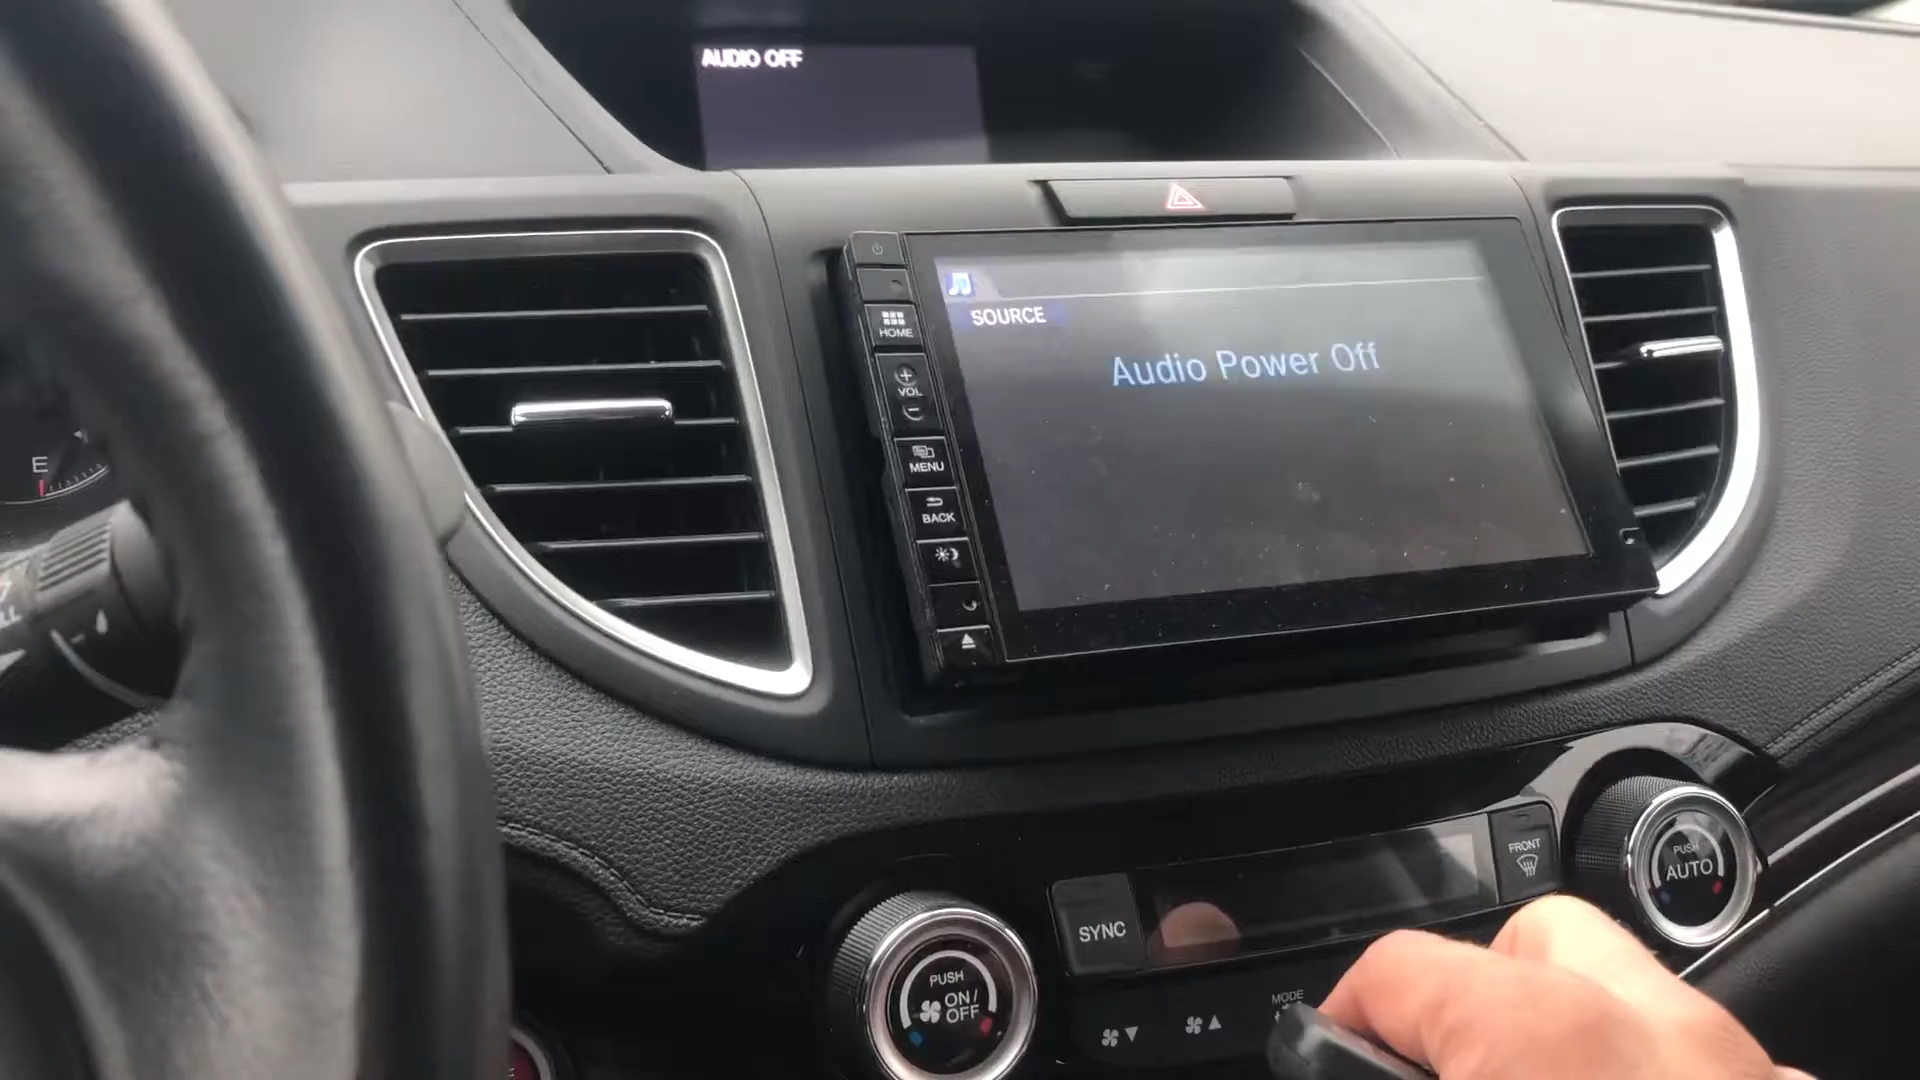 AUDIO OFF
SOURCE
Audio Power Off
HOME
VOL
MENU
BACK
E
FRONT
PUSH
AUTO
SYNC
PUSH
ON/
OFF
MODE